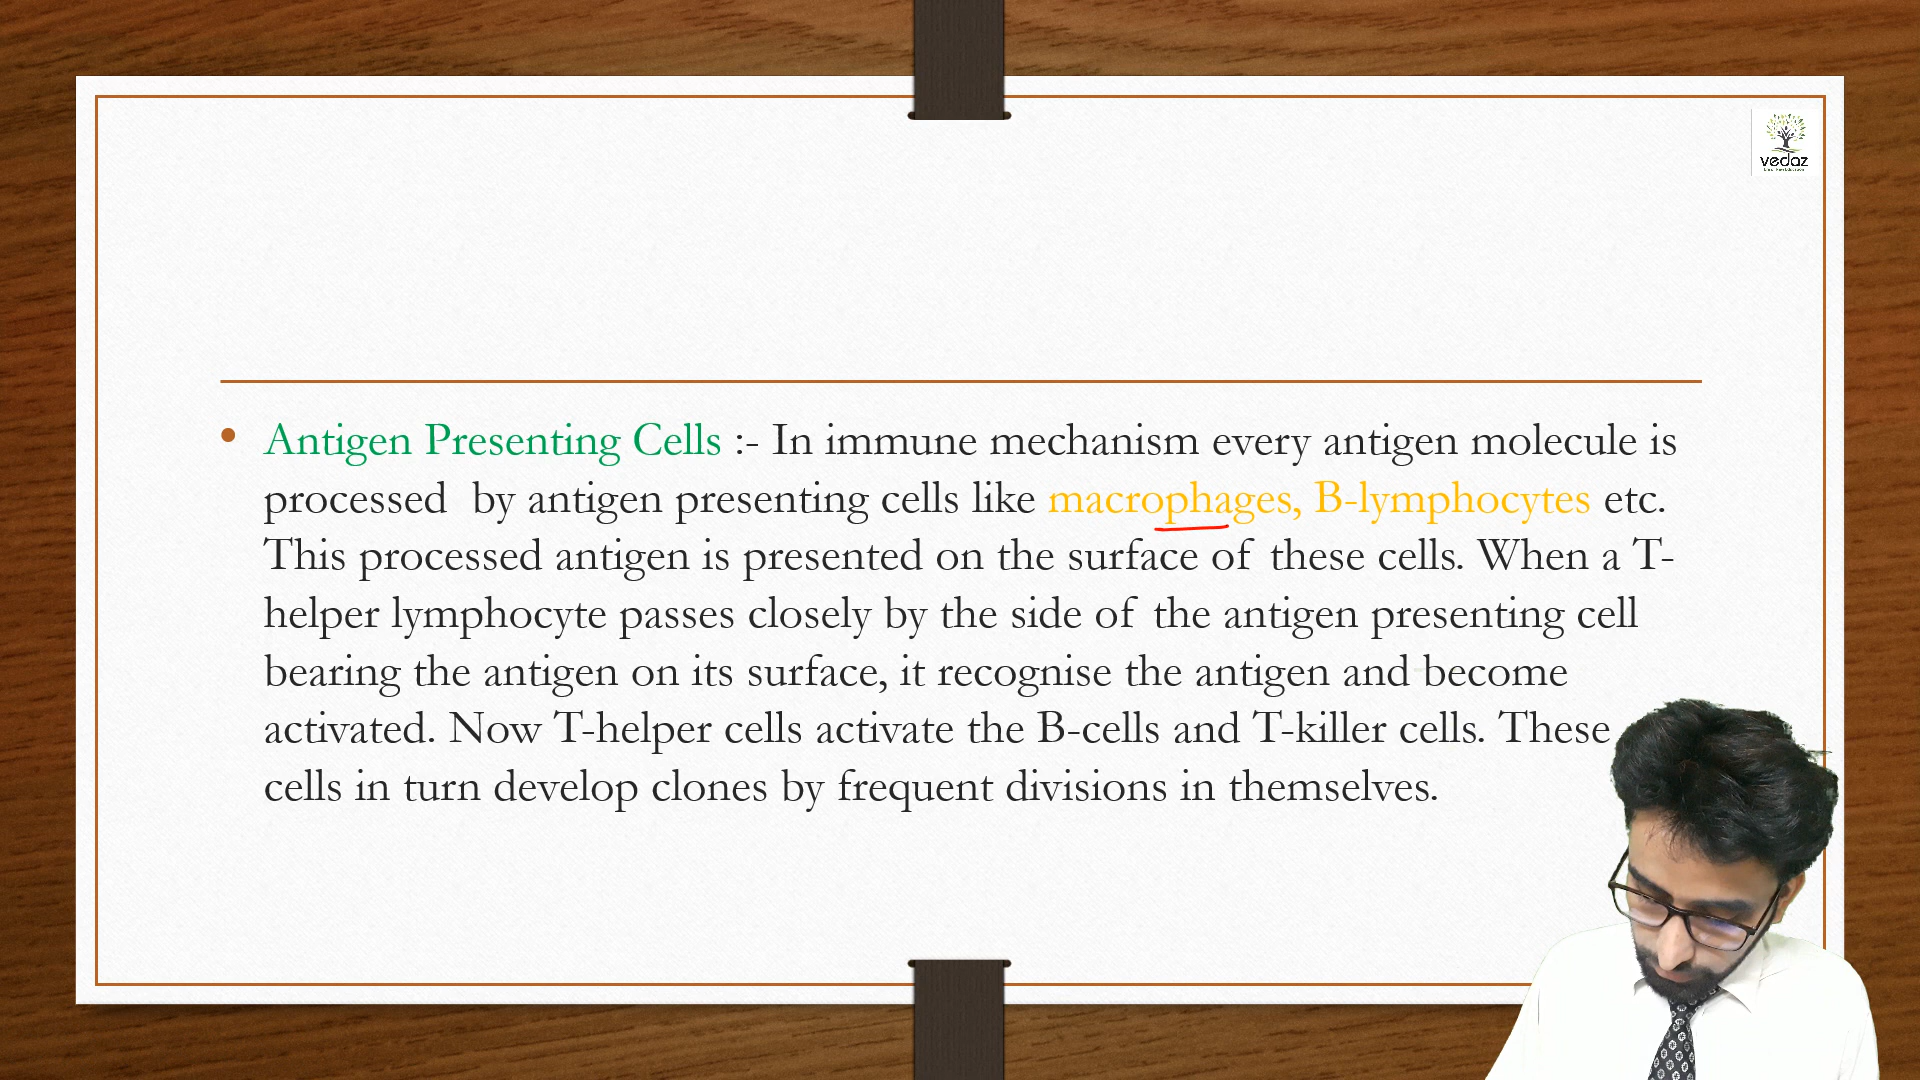 vedaz
Antigen Presenting Cells :- In immune mechanism every antigen molecule is
processed by antigen presenting cells like macrophages, B-lymphocytes etc.
This processed antigen is presented on the surface of these cells. When a T-
helper lymphocyte passes closely by the side of the antigen presenting cell
bearing the antigen on its surface, it recognise the antigen and become
activated. Now T-helper cells activate the B-cells and T-killer cells. These
cells in turn develop clones by frequent divisions in themselves.